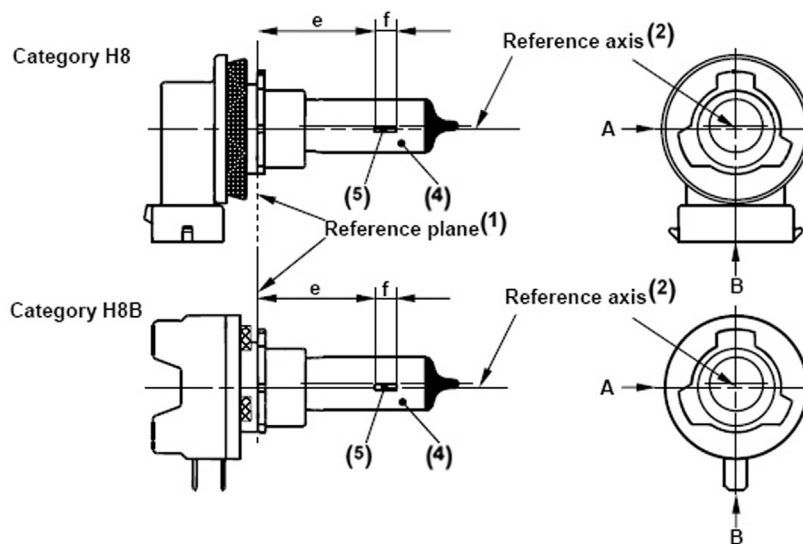 e
f
Reference axis(2)
Category H8
A
(5)
(4)
Reference plane(1)
B
e
f
Reference axis(2)
Category H8B
A
(5)
(4)
B